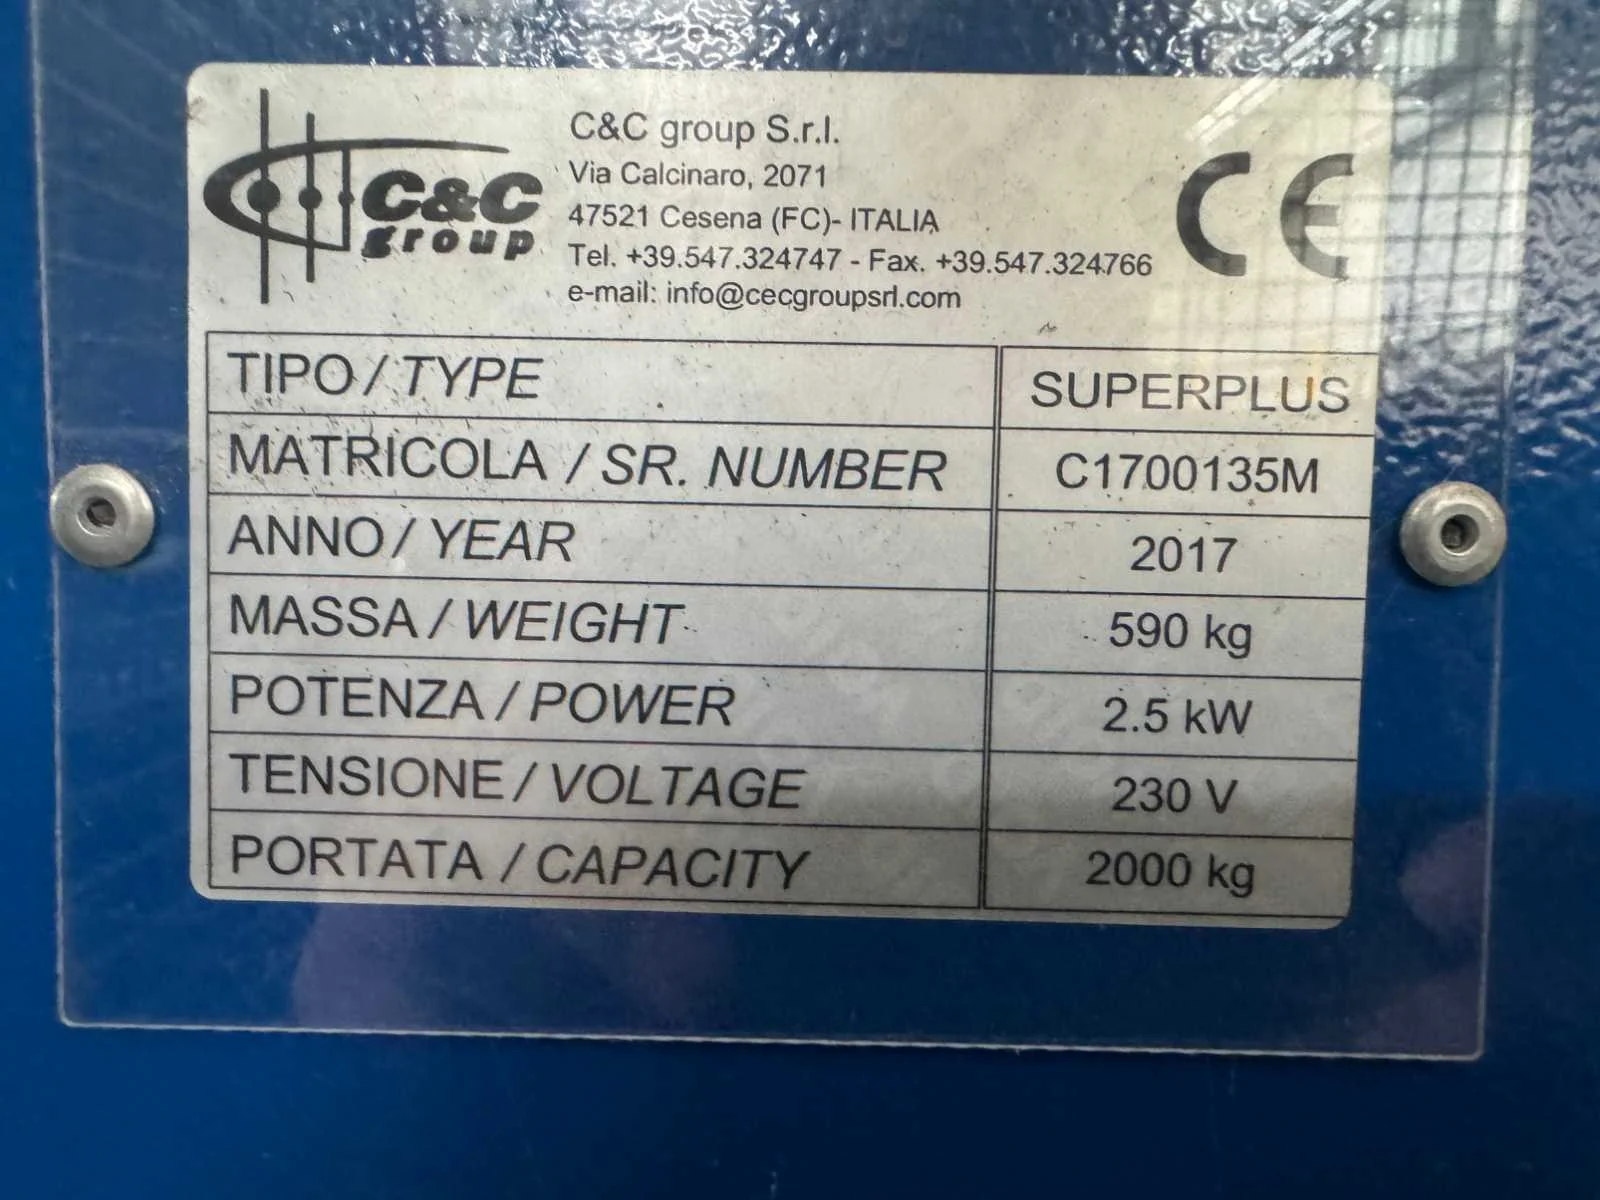 C&C group
C&C group S.r.l.
Via Calcinaro, 2071
47521 Cesena (FC)- ITALIA
Tel. +39.547.324747 - Fax. +39.547.324766
e-mail: info@cecgroupsrl.com
CE
TIPO / TYPE SUPERPLUS
MATRICOLA / SR. NUMBER C1700135M
ANNO / YEAR 2017
MASSA / WEIGHT 590 kg
POTENZA / POWER 2.5 kW
TENSIONE / VOLTAGE 230 V
PORTATA / CAPACITY 2000 kg